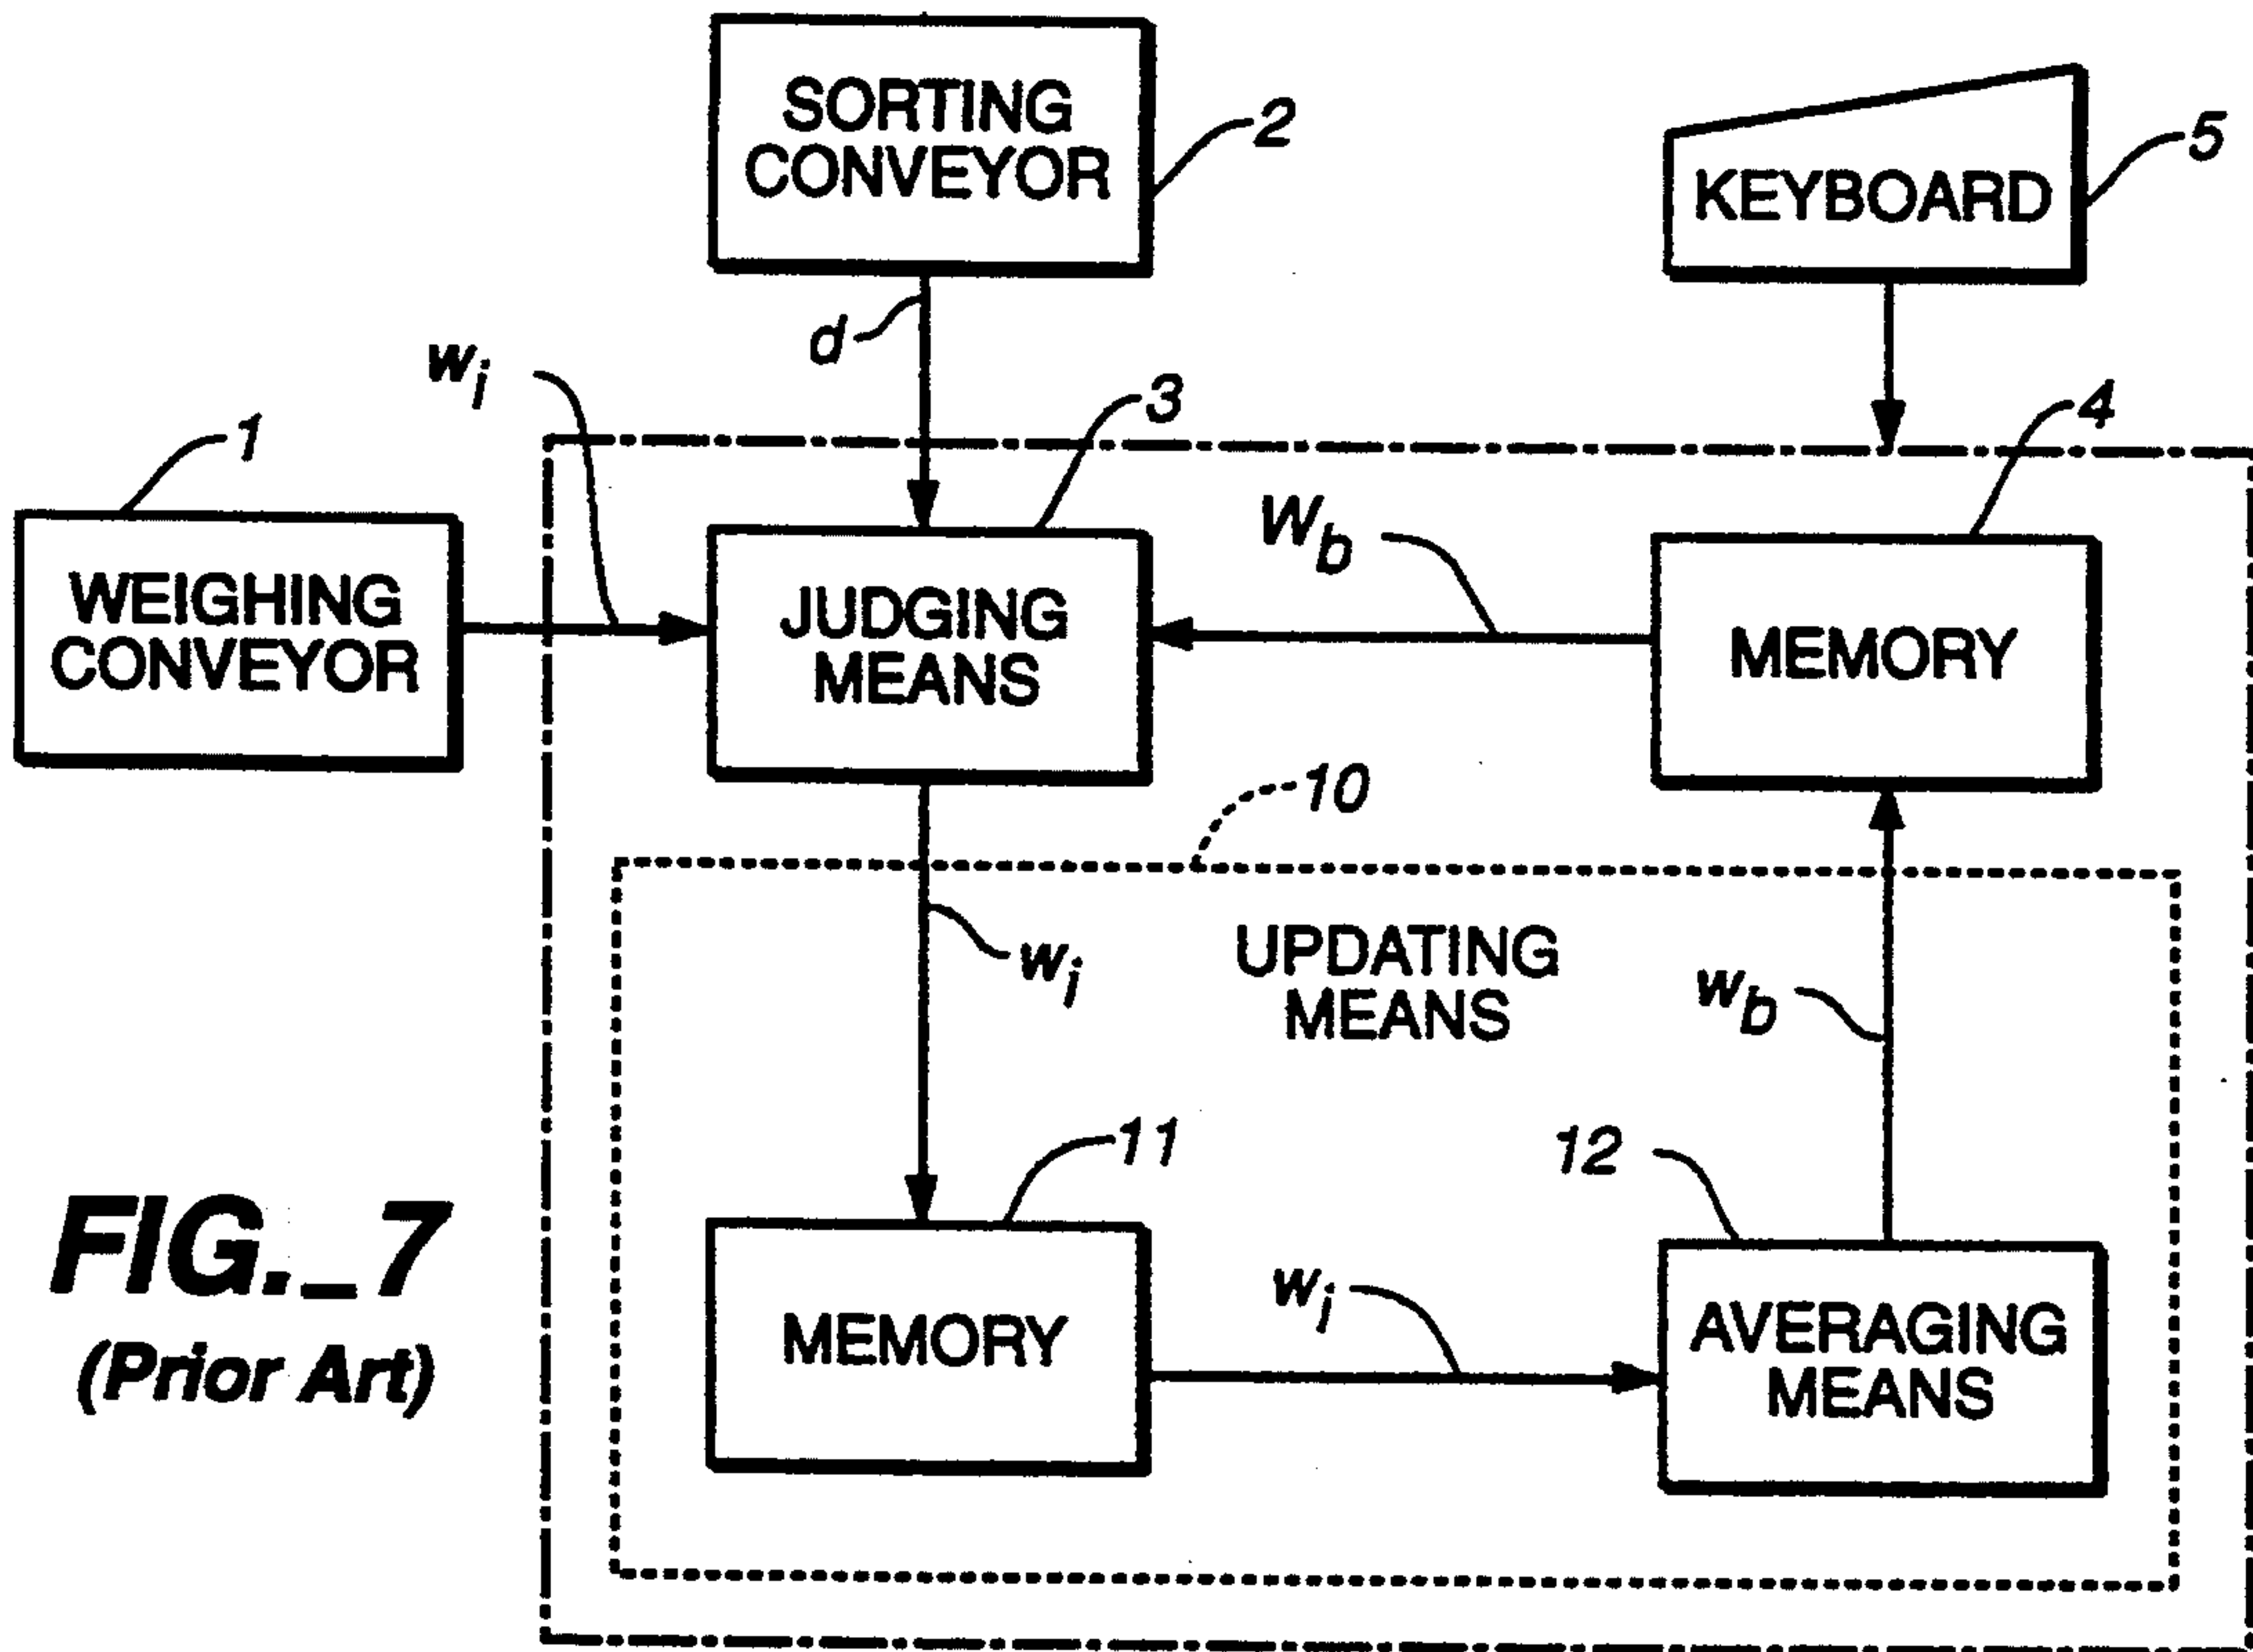 SORTING
CONVEYOR
2
KEYBOARD
5
d
w_i
1
3
4
WEIGHING
CONVEYOR
JUDGING
MEANS
W_b
MEMORY
10
w_i
UPDATING
MEANS
w_b
11
12
MEMORY
w_i
AVERAGING
MEANS
FIG._7
(Prior Art)